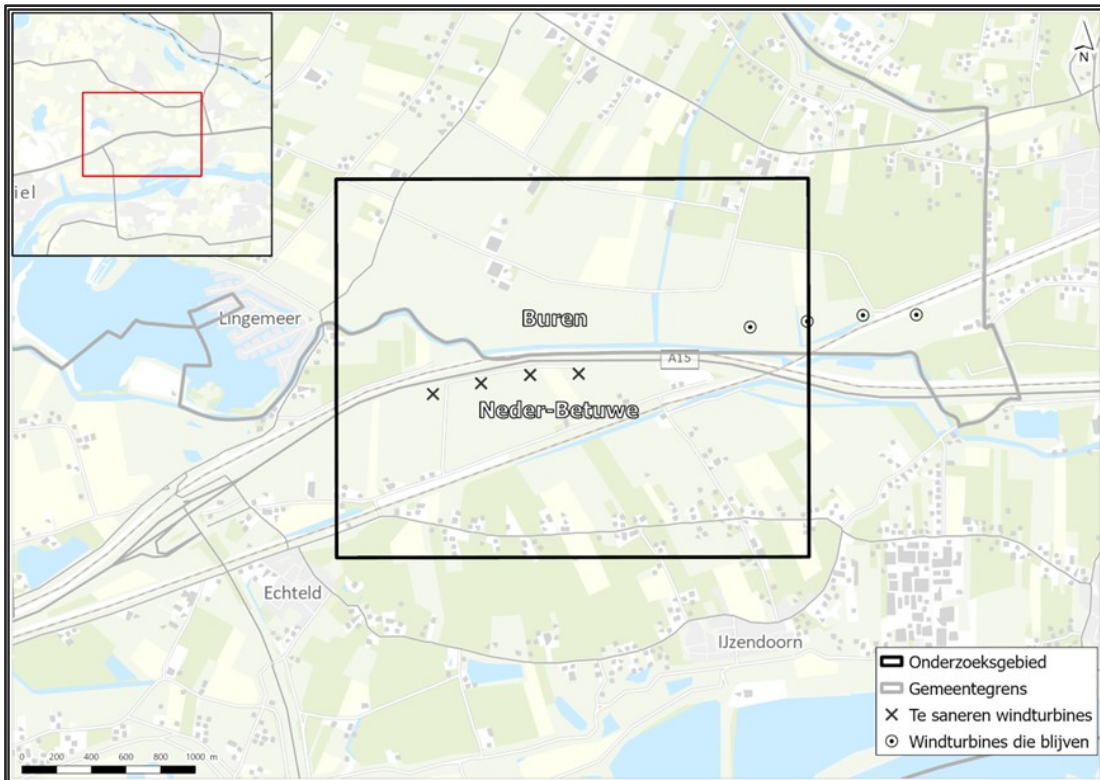 iel
N
Lingemeer
Buren
A15
Neder-Betuwe
Echteld
IJzendoorn
Onderzoeksgebied
Gemeentegrens
Te saneren windturbines
Windturbines die blijven
0 200 400 600 800 1000 m